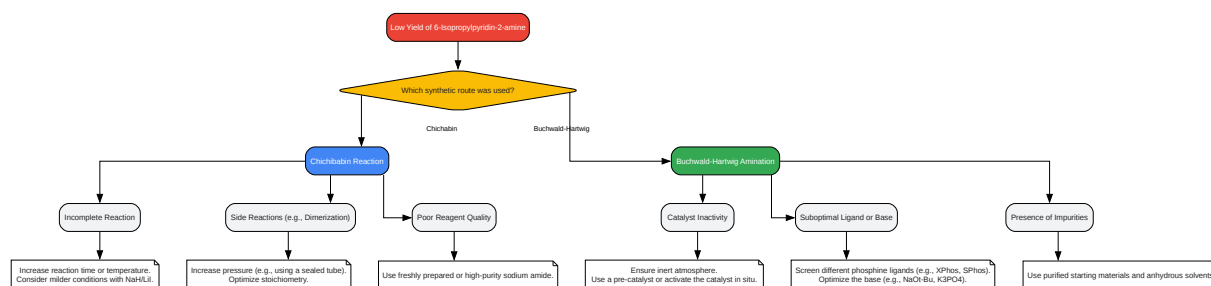 Low Yield of 6-Isopropylpyridin-2-amine
Which synthetic route was used?
Chichabin
Buchwald-Hartwig
Chichibabin Reaction
Buchwald-Hartwig Amination
Incomplete Reaction
Side Reactions (e.g., Dimerization)
Poor Reagent Quality
Catalyst Inactivity
Suboptimal Ligand or Base
Presence of Impurities
Increase reaction time or temperature.
Consider milder conditions with NaH/LiI.
Increase pressure (e.g., using a sealed tube).
Optimize stoichiometry.
Use freshly prepared or high-purity sodium amide.
Ensure inert atmosphere.
Use a pre-catalyst or activate the catalyst in situ.
Screen different phosphine ligands (e.g., XPhos, SPhos).
Optimize the base (e.g., NaOt-Bu, K3PO4).
Use purified starting materials and anhydrous solvents.